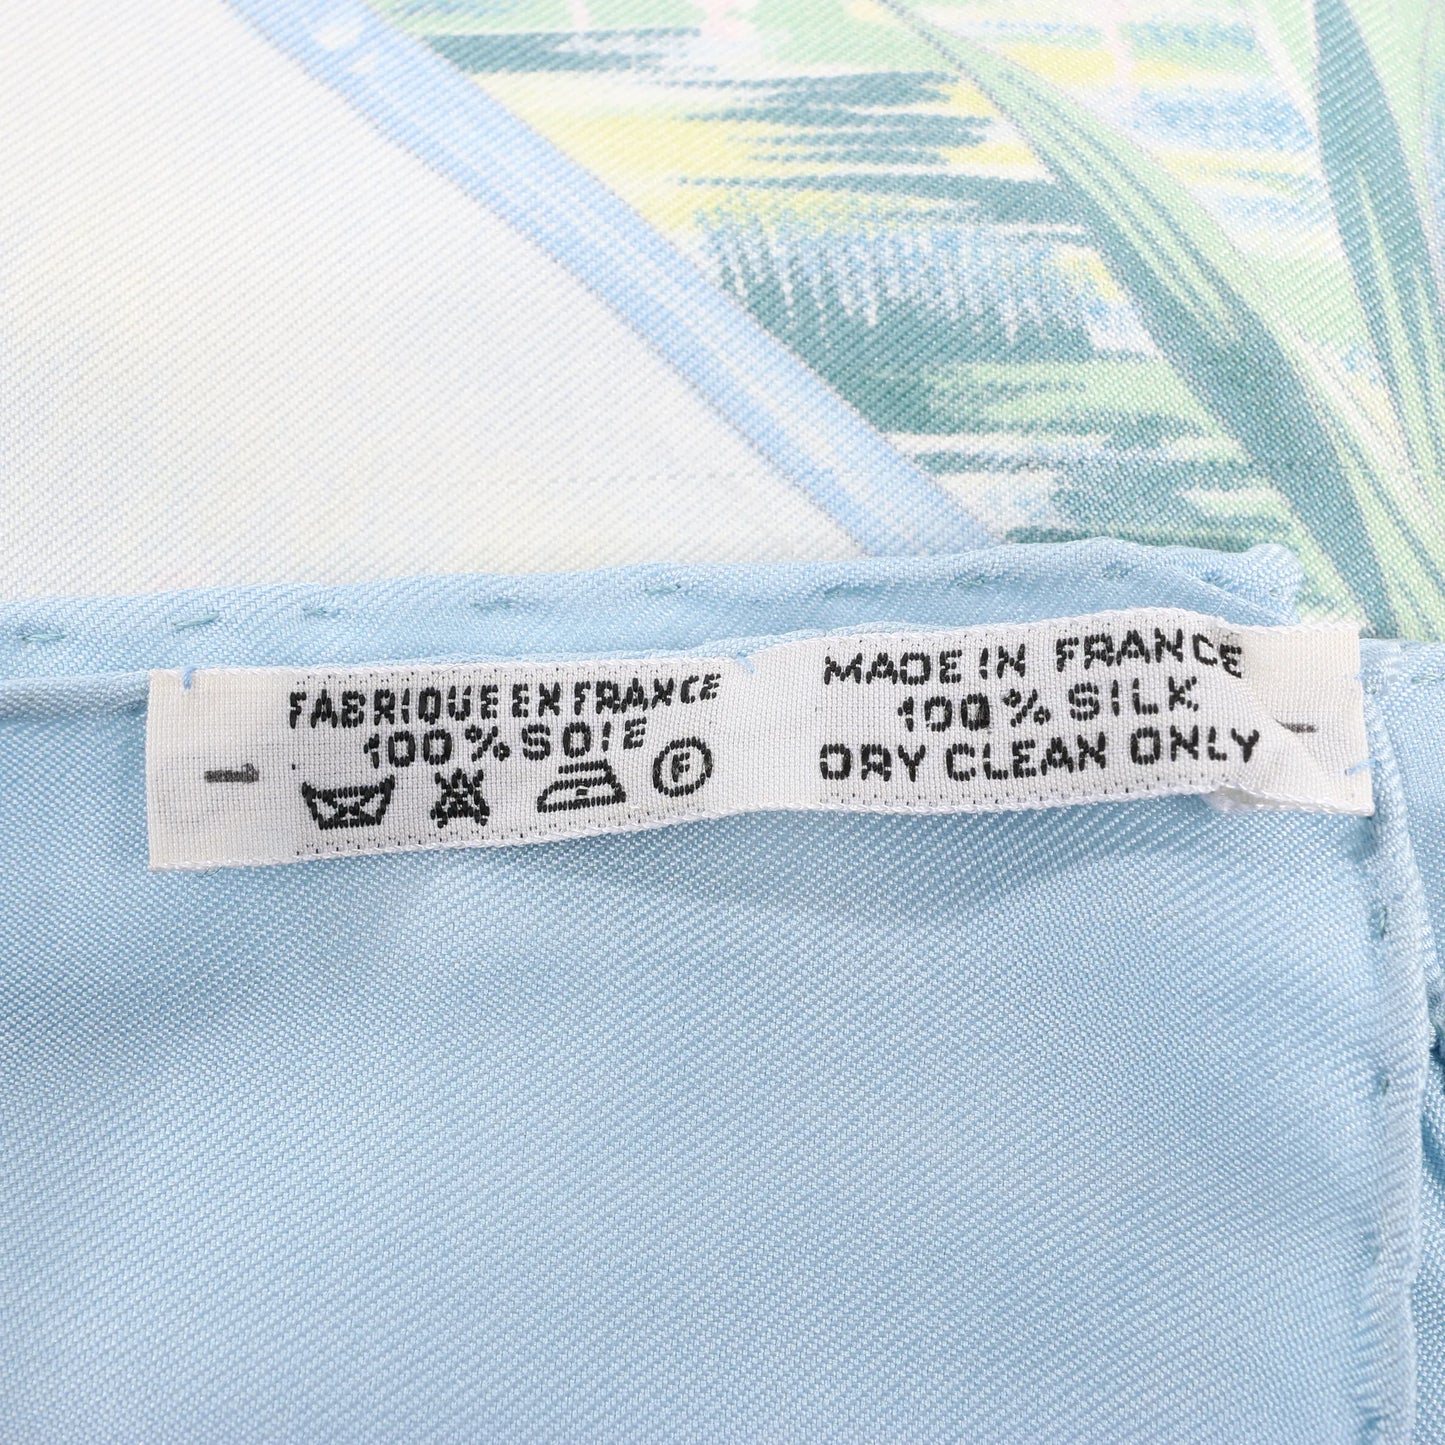 FABRIQUE EN FRANCE
100% SOIE
F
MADE IN FRANCE
100% SILK
DRY CLEAN ONLY